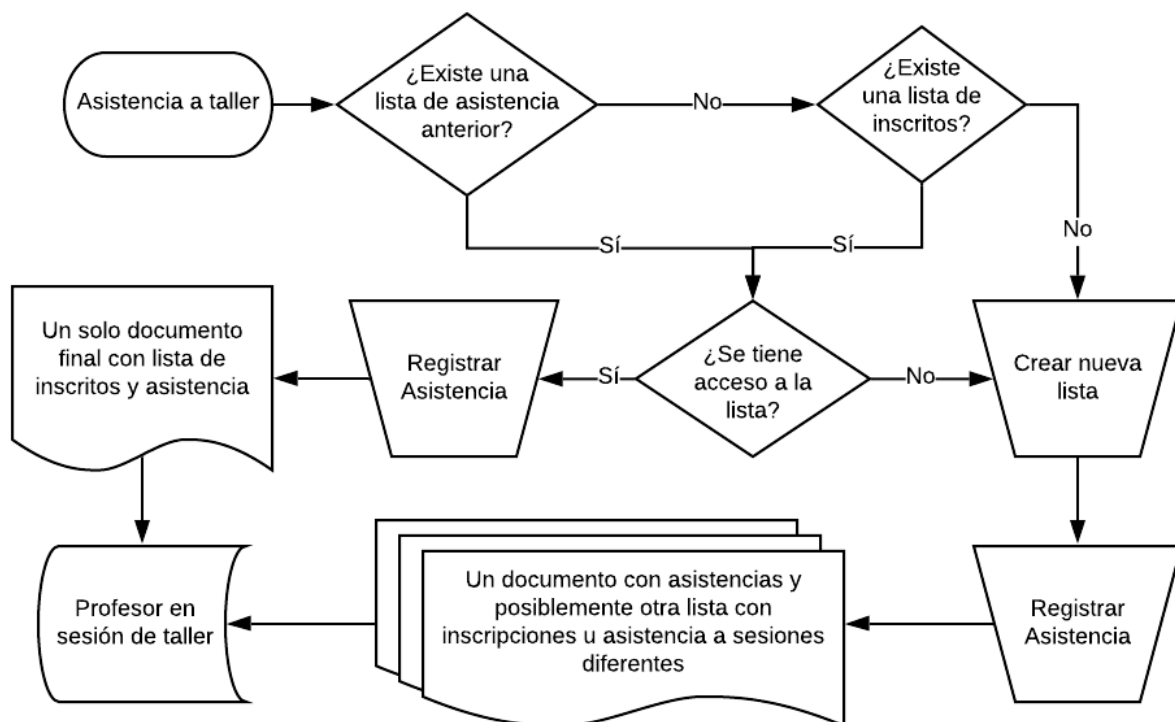 Asistencia a taller
¿Existe una
lista de asistencia
anterior?
No
¿Existe
una lista de
inscritos?
No
Sí
Sí
Un solo documento
final con lista de
inscritos y asistencia
Registrar
Asistencia
Sí
¿Se tiene
acceso a la
lista?
No
Crear nueva
lista
Profesor en
sesión de taller
Un documento con asistencias y
posiblemente otra lista con
inscripciones u asistencia a sesiones
diferentes
Registrar
Asistencia